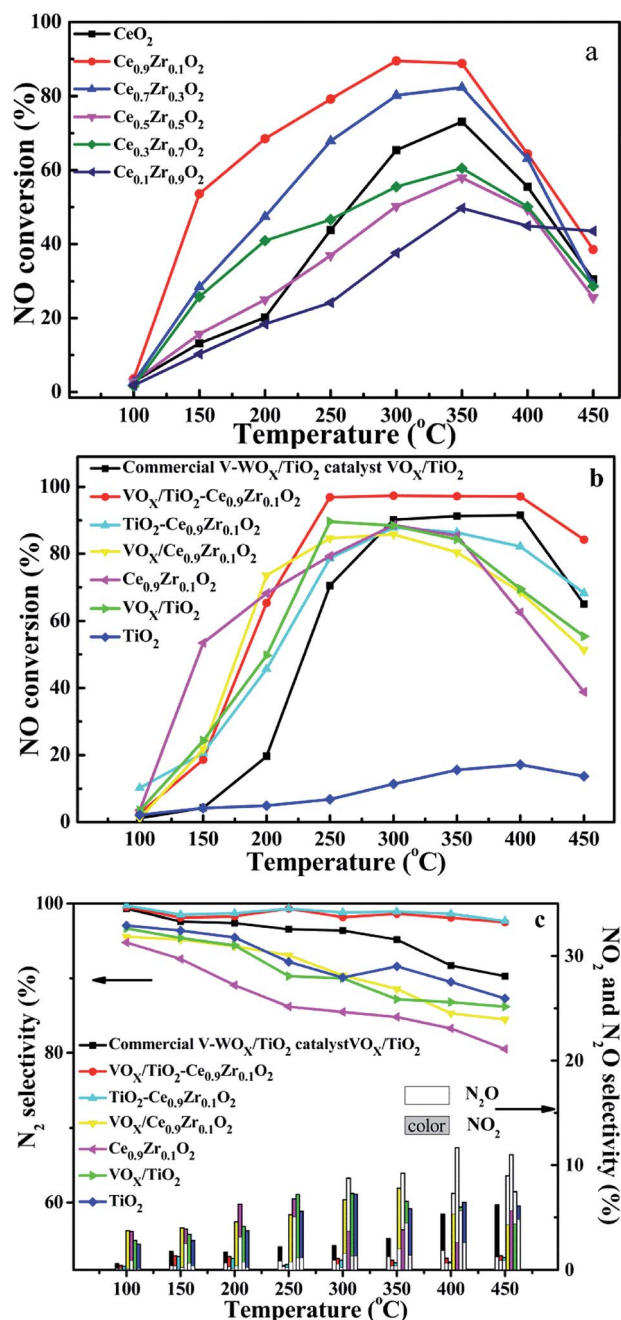 a
CeO2
Ce0.9Zr0.1O2
Ce0.7Zr0.3O2
Ce0.5Zr0.5O2
Ce0.3Zr0.7O2
Ce0.1Zr0.9O2
NO conversion (%)
100
80
60
40
20
0
100 150 200 250 300 350 400 450
Temperature (oC)
b
Commercial V-WOX/TiO2 catalyst VOX/TiO2
VOX/TiO2-Ce0.9Zr0.1O2
TiO2-Ce0.9Zr0.1O2
VOX/Ce0.9Zr0.1O2
Ce0.9Zr0.1O2
VOX/TiO2
TiO2
NO conversion (%)
100
80
60
40
20
0
100 150 200 250 300 350 400 450
Temperature (oC)
c
N2 selectivity (%)
100
80
60
Commercial V-WOX/TiO2 catalystVOX/TiO2
VOX/TiO2-Ce0.9Zr0.1O2
TiO2-Ce0.9Zr0.1O2
VOX/Ce0.9Zr0.1O2
Ce0.9Zr0.1O2
VOX/TiO2
TiO2
N2O
color NO2
NO2 and N2O selectivity (%)
30
20
10
0
100 150 200 250 300 350 400 450
Temperature (oC)